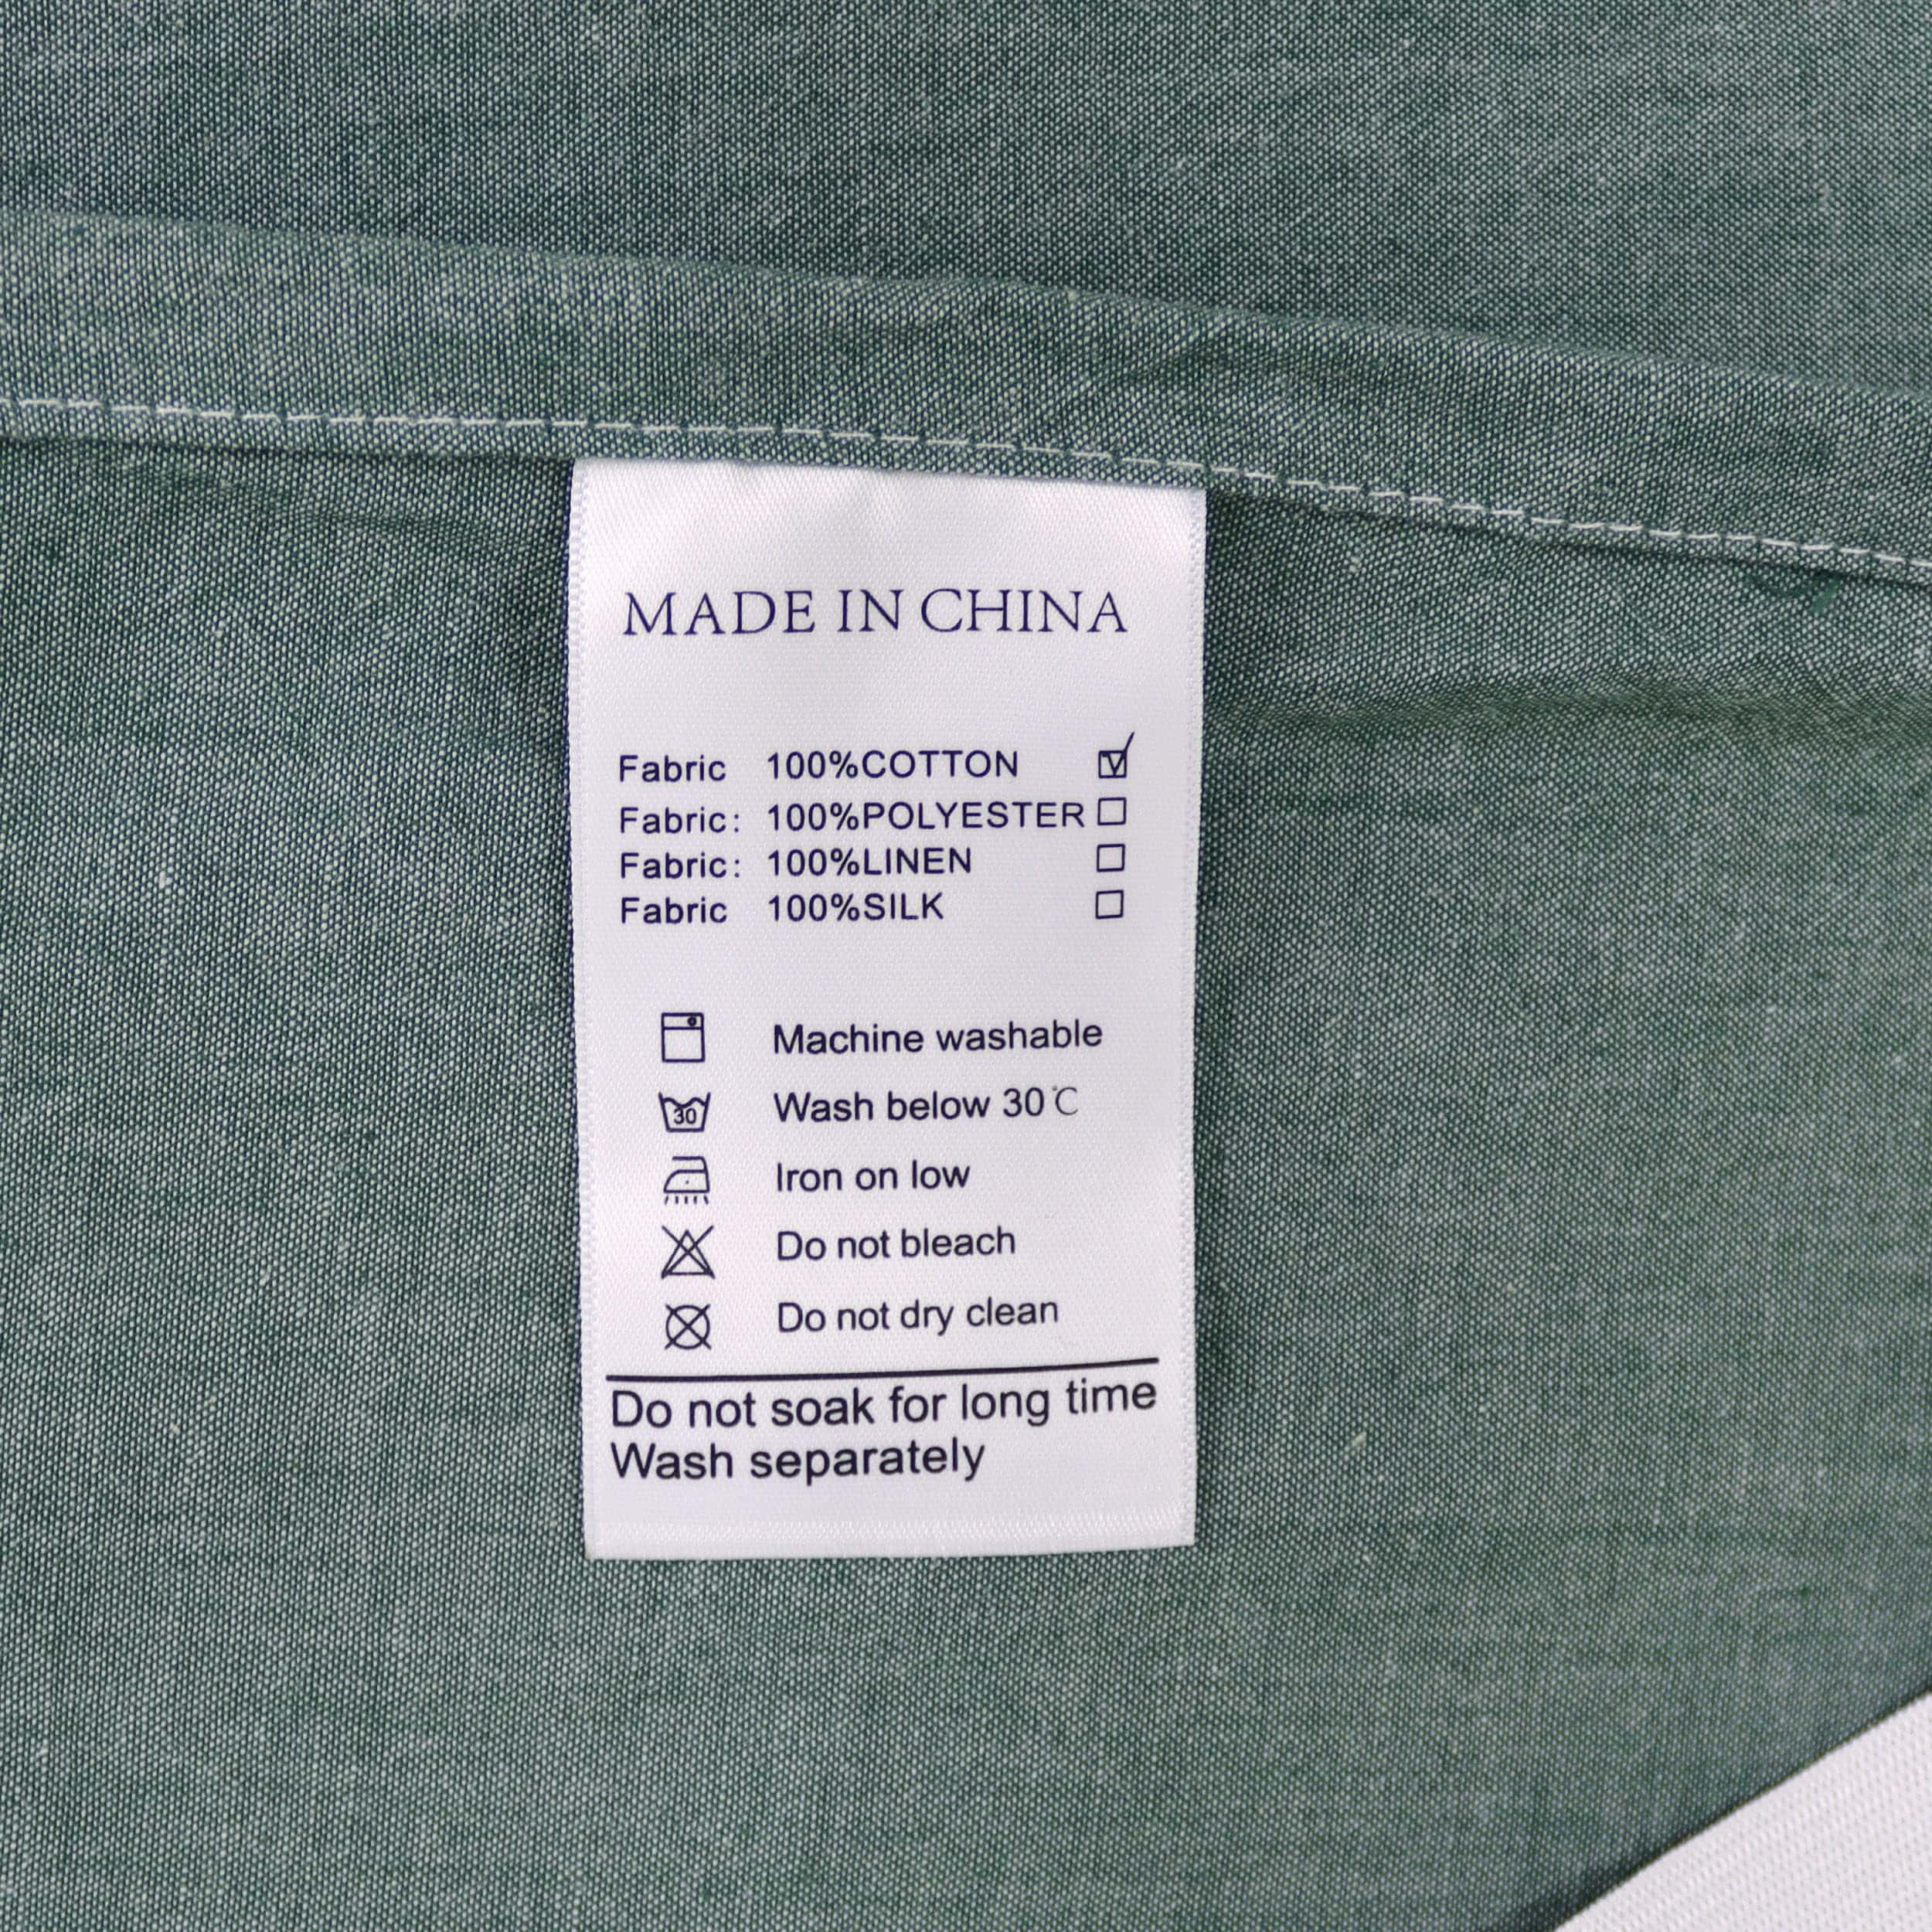 MADE IN CHINA
Fabric 100%COTTON ☑
Fabric: 100%POLYESTER ☐
Fabric: 100%LINEN ☐
Fabric 100%SILK ☐
Machine washable
30 Wash below 30℃
Iron on low
Do not bleach
Do not dry clean
Do not soak for long time
Wash separately